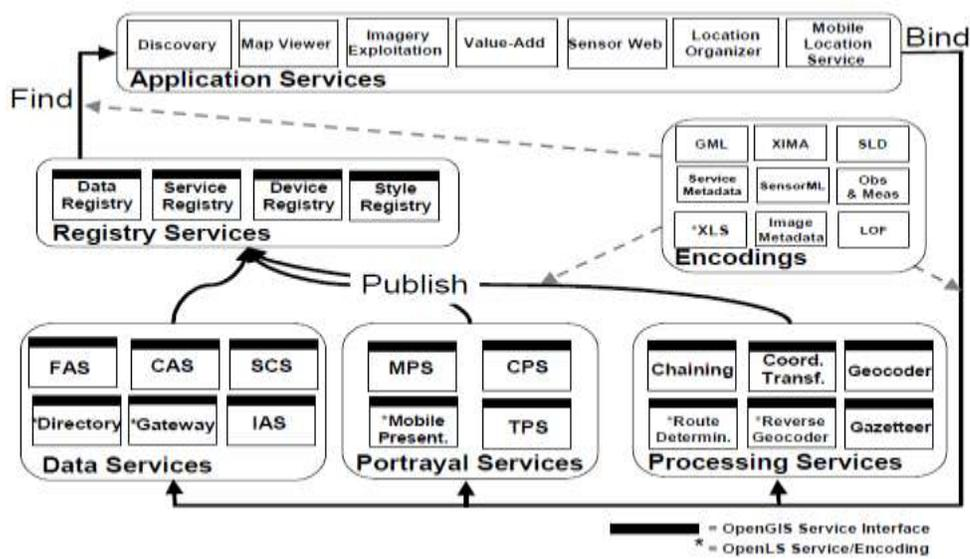 Discovery
Map Viewer
Imagery
Exploitation
Value-Add
Sensor Web
Location
Organizer
Mobile
Location
Service
Application Services
Bind
Find
GML
XIMA
SLD
Service
Metadata
SensorML
Obs
& Meas
*XLS
Image
Metadata
LOF
Encodings
Data
Registry
Service
Registry
Device
Registry
Style
Registry
Registry Services
Publish
FAS
CAS
SCS
*Directory
*Gateway
IAS
Data Services
MPS
CPS
*Mobile
Present.
TPS
Portrayal Services
Chaining
Coord.
Transf.
Geocoder
*Route
Determin.
*Reverse
Geocoder
Gazetteer
Processing Services
= OpenGIS Service Interface
* = OpenLS Service/Encoding